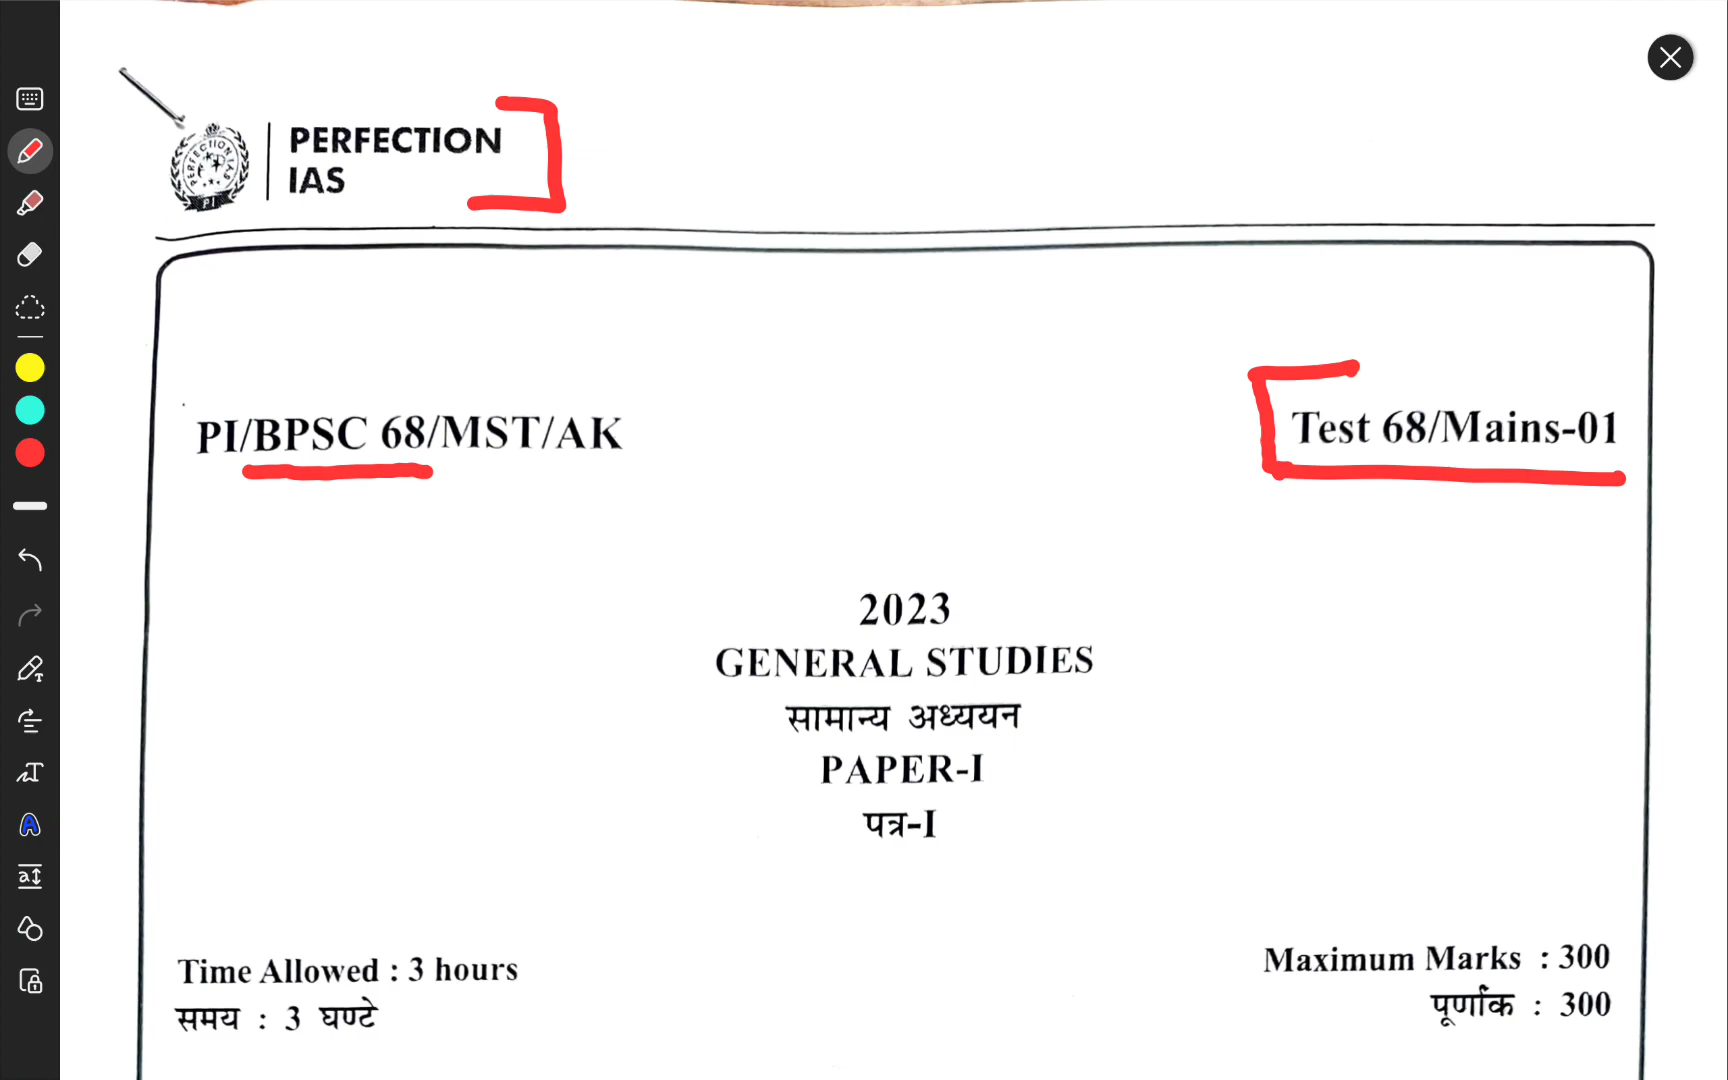 PERFECTION
IAS
PI/BPSC 68/MST/AK
Test 68/Mains-01
2023
GENERAL STUDIES
सामान्य अध्ययन
PAPER-I
पत्र-I
Time Allowed : 3 hours
Maximum Marks : 300
समय : 3 घण्टे
पूर्णांक : 300